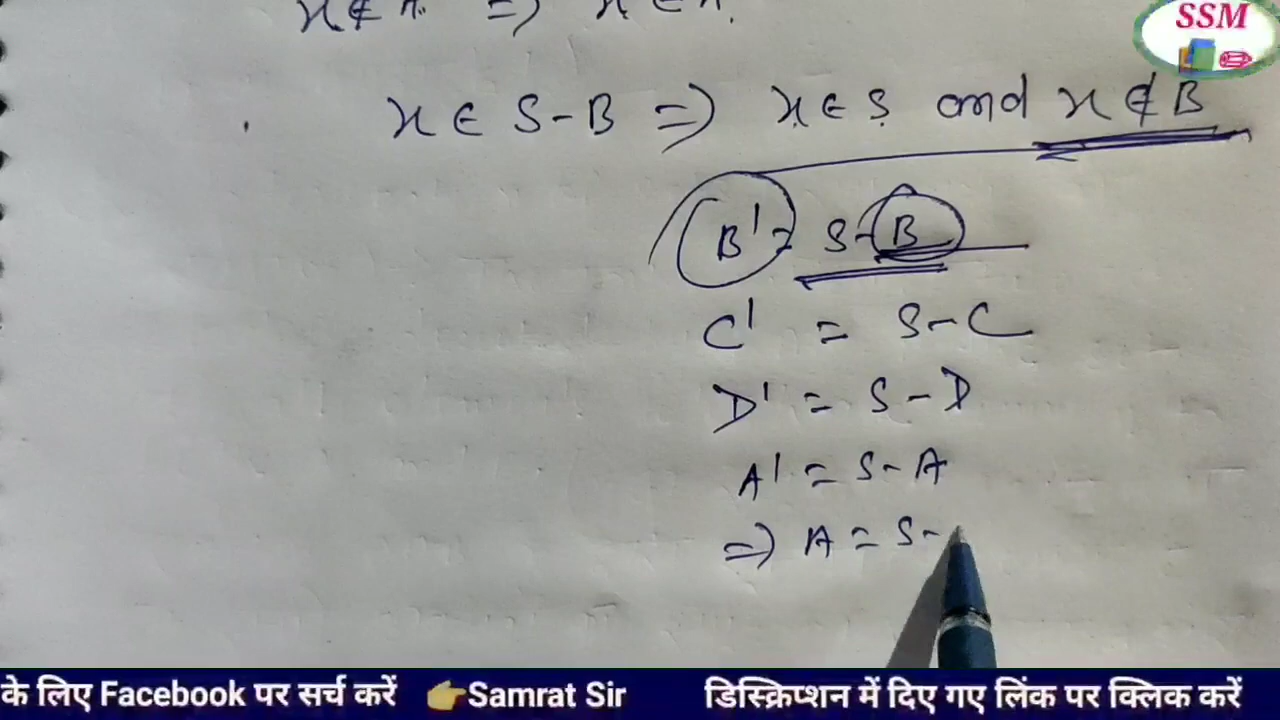 SSM
x ∈ S-B => x ∈ S and x ∉ B
B' = S-B
C' = S-C
D' = S-D
A' = S-A
=> A = S-
के लिए Facebook पर सर्च करें 👉Samrat Sir डिस्क्रिप्शन में दिए गए लिंक पर क्लिक करें